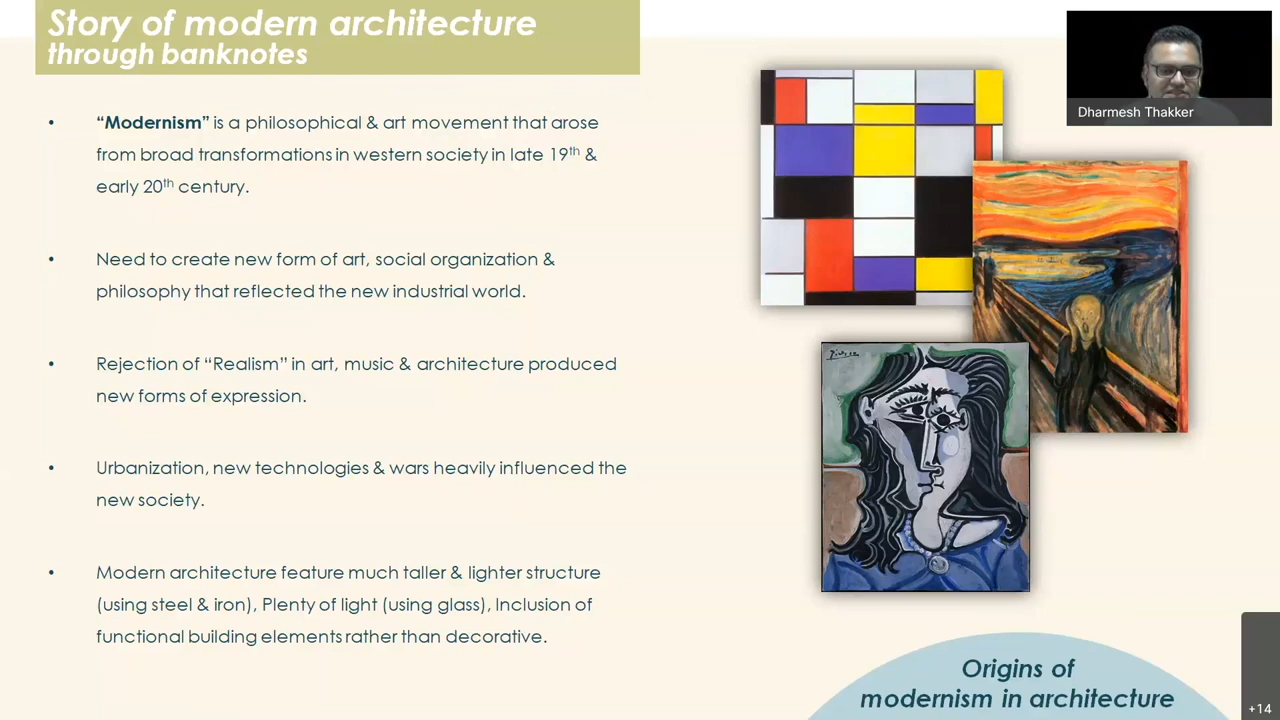 Story of modern architecture
through banknotes
• “Modernism” is a philosophical & art movement that arose
from broad transformations in western society in late 19th &
early 20th century.
• Need to create new form of art, social organization &
philosophy that reflected the new industrial world.
• Rejection of “Realism” in art, music & architecture produced
new forms of expression.
• Urbanization, new technologies & wars heavily influenced the
new society.
• Modern architecture feature much taller & lighter structure
(using steel & iron), Plenty of light (using glass), Inclusion of
functional building elements rather than decorative.
Dharmesh Thakker
Picasso
Origins of
modernism in architecture
+14